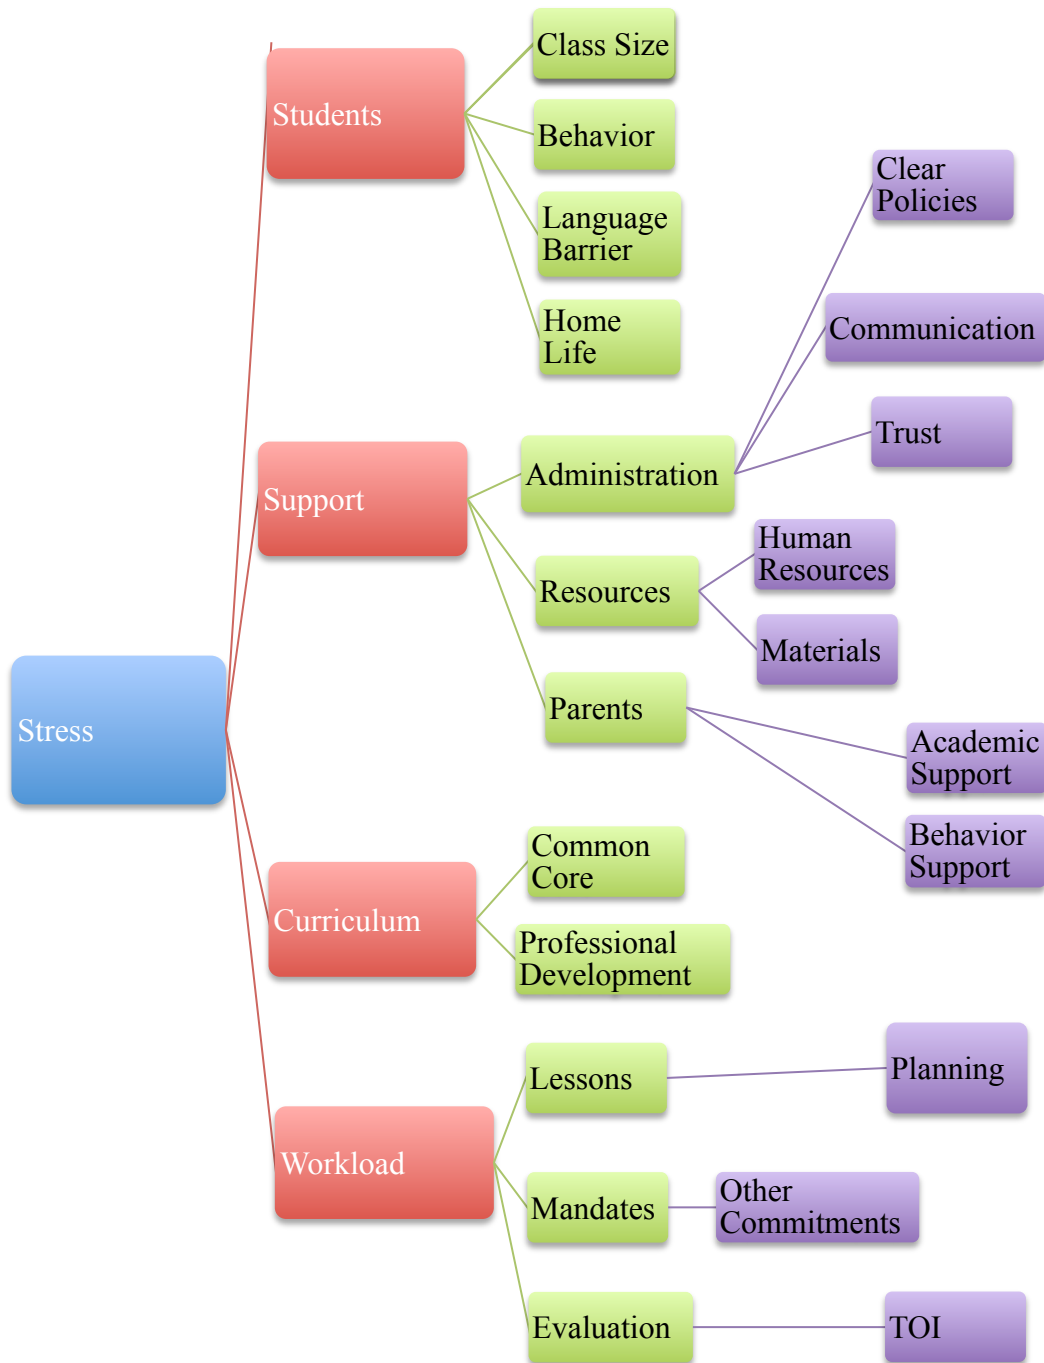 Stress
Students
Class Size
Behavior
Language
Barrier
Home
Life
Support
Administration
Clear
Policies
Communication
Trust
Resources
Human
Resources
Materials
Parents
Academic
Support
Behavior
Support
Curriculum
Common
Core
Professional
Development
Workload
Lessons
Planning
Mandates
Other
Commitments
Evaluation
TOI